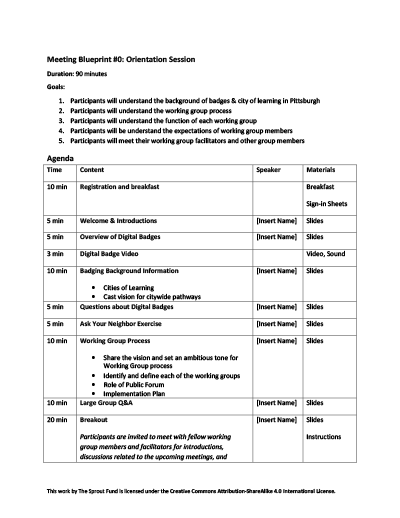 Meeting Blueprint #0: Orientation Session
Duration: 90 minutes
Goals:
1. Participants will understand the background of badges & city of learning in Pittsburgh
2. Participants will understand the working group process
3. Participants will understand the function of each working group
4. Participants will be understand the expectations of working group members
5. Participants will meet their working group facilitators and other group members
Agenda
Time Content Speaker Materials
10 min Registration and breakfast Breakfast
Sign-in Sheets
5 min Welcome & Introductions [Insert Name] Slides
5 min Overview of Digital Badges [Insert Name] Slides
3 min Digital Badge Video Video, Sound
10 min Badging Background Information [Insert Name] Slides
• Cities of Learning
• Cast vision for citywide pathways
5 min Questions about Digital Badges [Insert Name] Slides
5 min Ask Your Neighbor Exercise [Insert Name] Slides
10 min Working Group Process [Insert Name] Slides
• Share the vision and set an ambitious tone for
Working Group process
• Identify and define each of the working groups
• Role of Public Forum
• Implementation Plan
10 min Large Group Q&A [Insert Name] Slides
20 min Breakout [Insert Name] Slides
Participants are invited to meet with fellow working Instructions
group members and facilitators for introductions,
discussions related to the upcoming meetings, and
This work by The Sprout Fund is licensed under the Creative Commons Attribution-ShareAlike 4.0 International License.